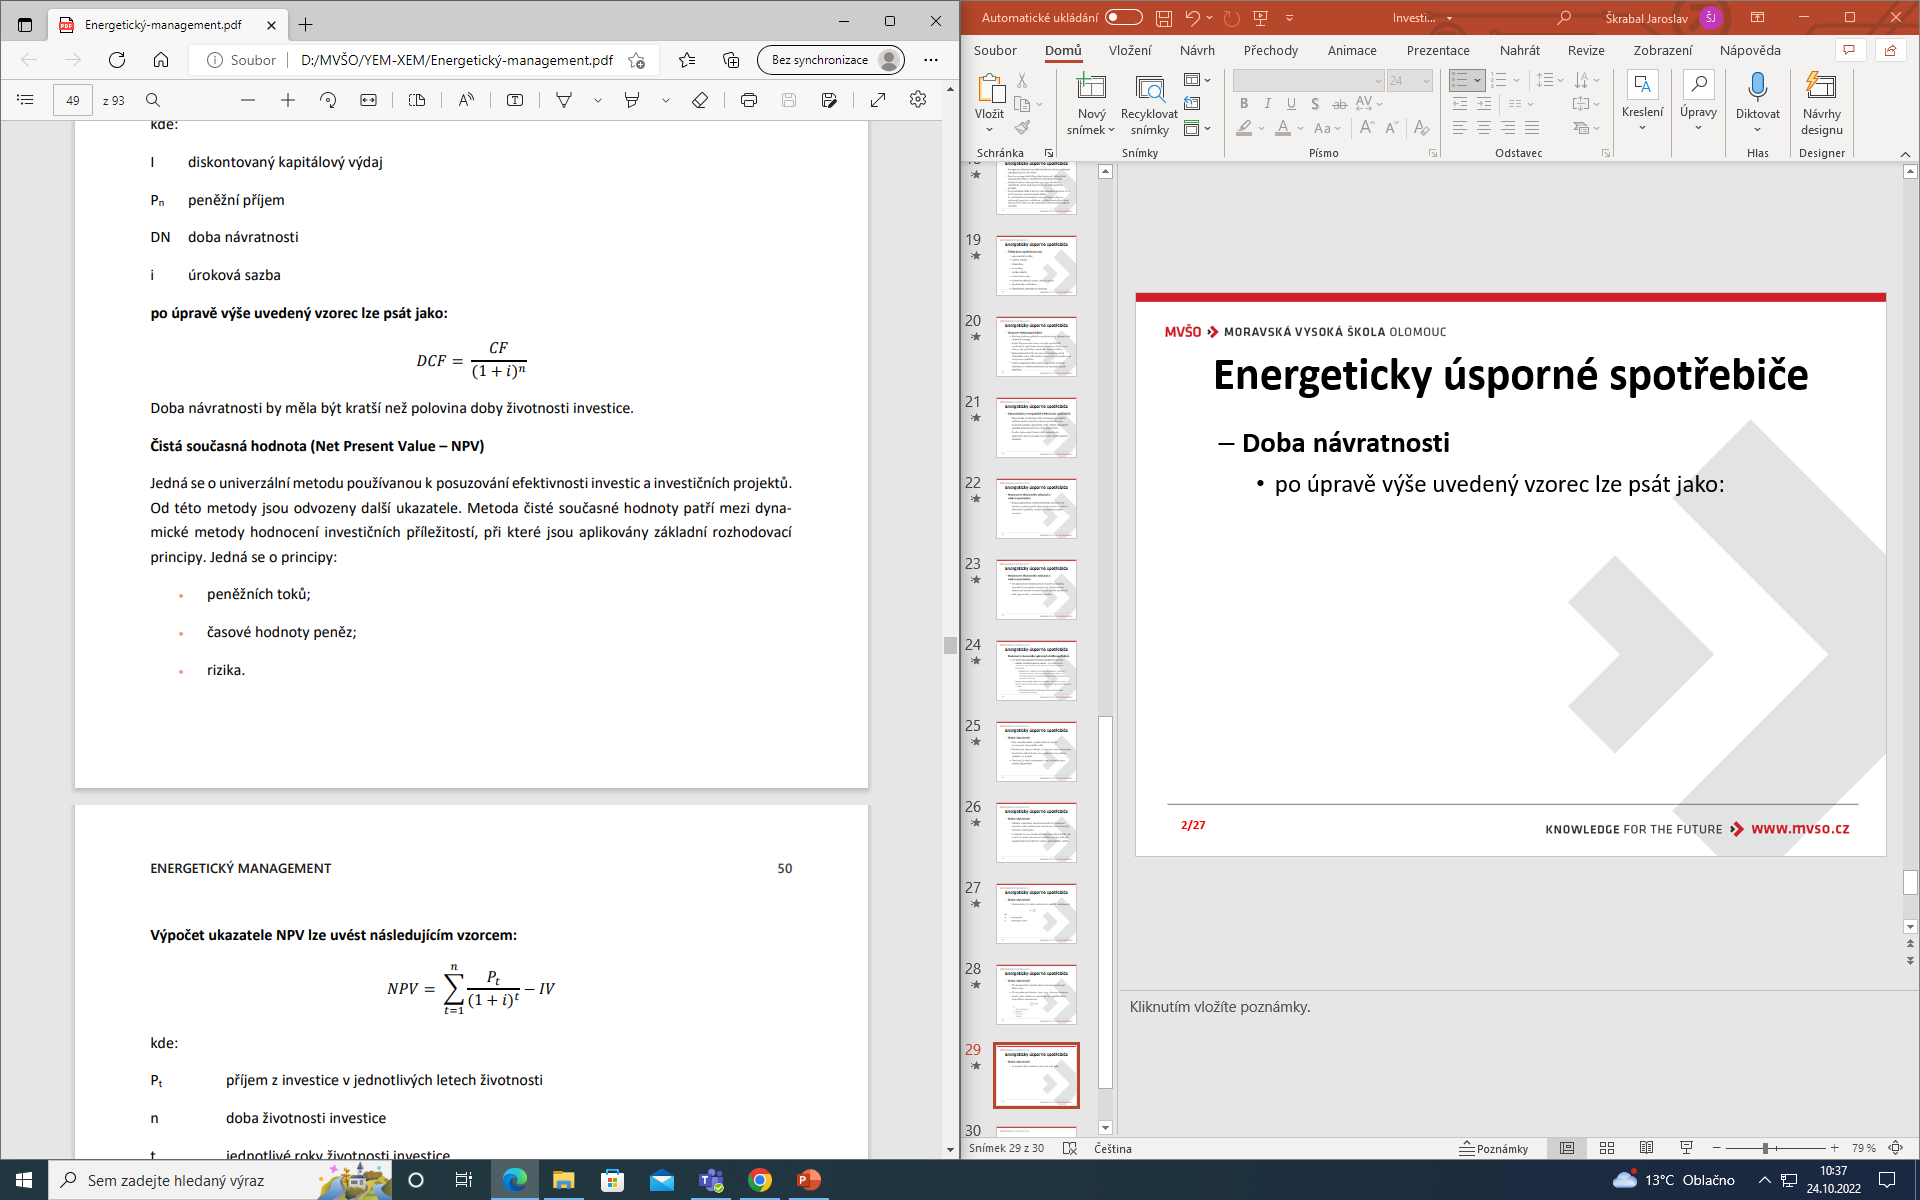 Energetický-management.pdf
Soubor
D:/MVŠO/YEM-XEM/Energetický-management.pdf
Bez synchronizace
49
z 93
kde:
I diskontovaný kapitálový výdaj
Pn peněžní příjem
DN doba návratnosti
i úroková sazba
po úpravě výše uvedený vzorec lze psát jako:
DCF = CF / (1 + i)^n
Doba návratnosti by měla být kratší než polovina doby životnosti investice.
Čistá současná hodnota (Net Present Value – NPV)
Jedná se o univerzální metodu používanou k posuzování efektivnosti investic a investičních projektů.
Od této metody jsou odvozeny další ukazatele. Metoda čisté současné hodnoty patří mezi dyna-
mické metody hodnocení investičních příležitostí, při které jsou aplikovány základní rozhodovací
principy. Jedná se o principy:
• peněžních toků;
• časové hodnoty peněz;
• rizika.
ENERGETICKÝ MANAGEMENT 50
Výpočet ukazatele NPV lze uvést následujícím vzorcem:
NPV = ∑_{t=1}^{n} P_t / (1 + i)^t − IV
kde:
Pt příjem z investice v jednotlivých letech životnosti
n doba životnosti investice
t jednotlivé roky životnosti investice
Automatické ukládání
Investi...
Škrabal Jaroslav
ŠJ
Soubor Domů Vložení Návrh Přechody Animace Prezentace Nahrát Revize Zobrazení Nápověda
Vložit
Nový snímek
Recyklovat snímky
24
Kreslení
Úpravy
Diktovat
Návrhy designu
Schránka
Snímky
Písmo
Odstavec
Hlas
Designer
19
20
21
22
23
24
25
26
27
28
29
30
MVŠO MORAVSKÁ VYSOKÁ ŠKOLA OLOMOUC
Energeticky úsporné spotřebiče
– Doba návratnosti
• po úpravě výše uvedený vzorec lze psát jako:
2/27
KNOWLEDGE FOR THE FUTURE www.mvso.cz
Kliknutím vložíte poznámky.
Snímek 29 z 30
Čeština
Poznámky
79 %
Sem zadejte hledaný výraz
13°C Oblačno
10:37
24.10.2022